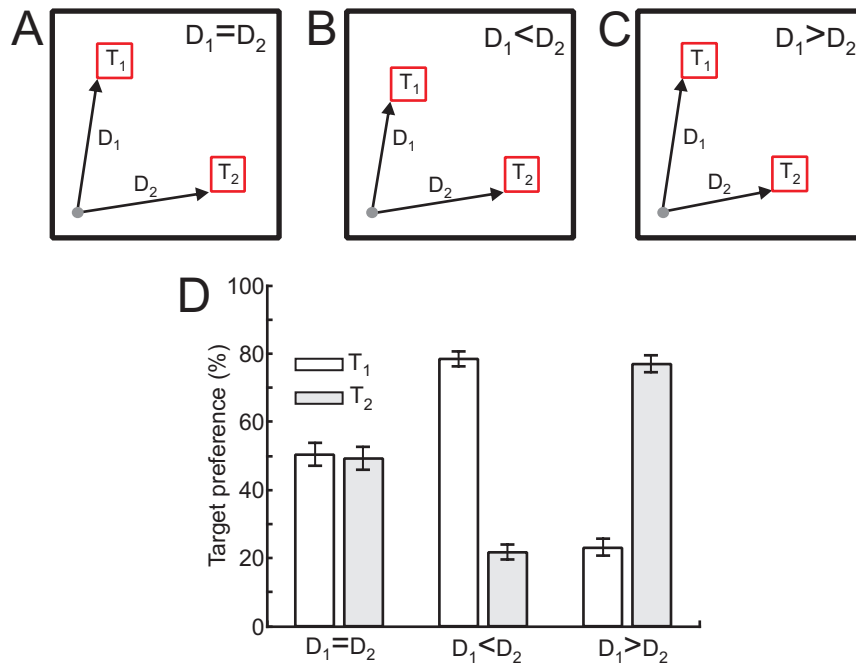 A
D₁=D₂
T₁
D₁
T₂
D₂
B
D₁<D₂
T₁
D₁
T₂
D₂
C
D₁>D₂
T₁
D₁
T₂
D₂
D
Target preference (%)
100
80
60
40
20
0
T₁
T₂
D₁=D₂
D₁<D₂
D₁>D₂